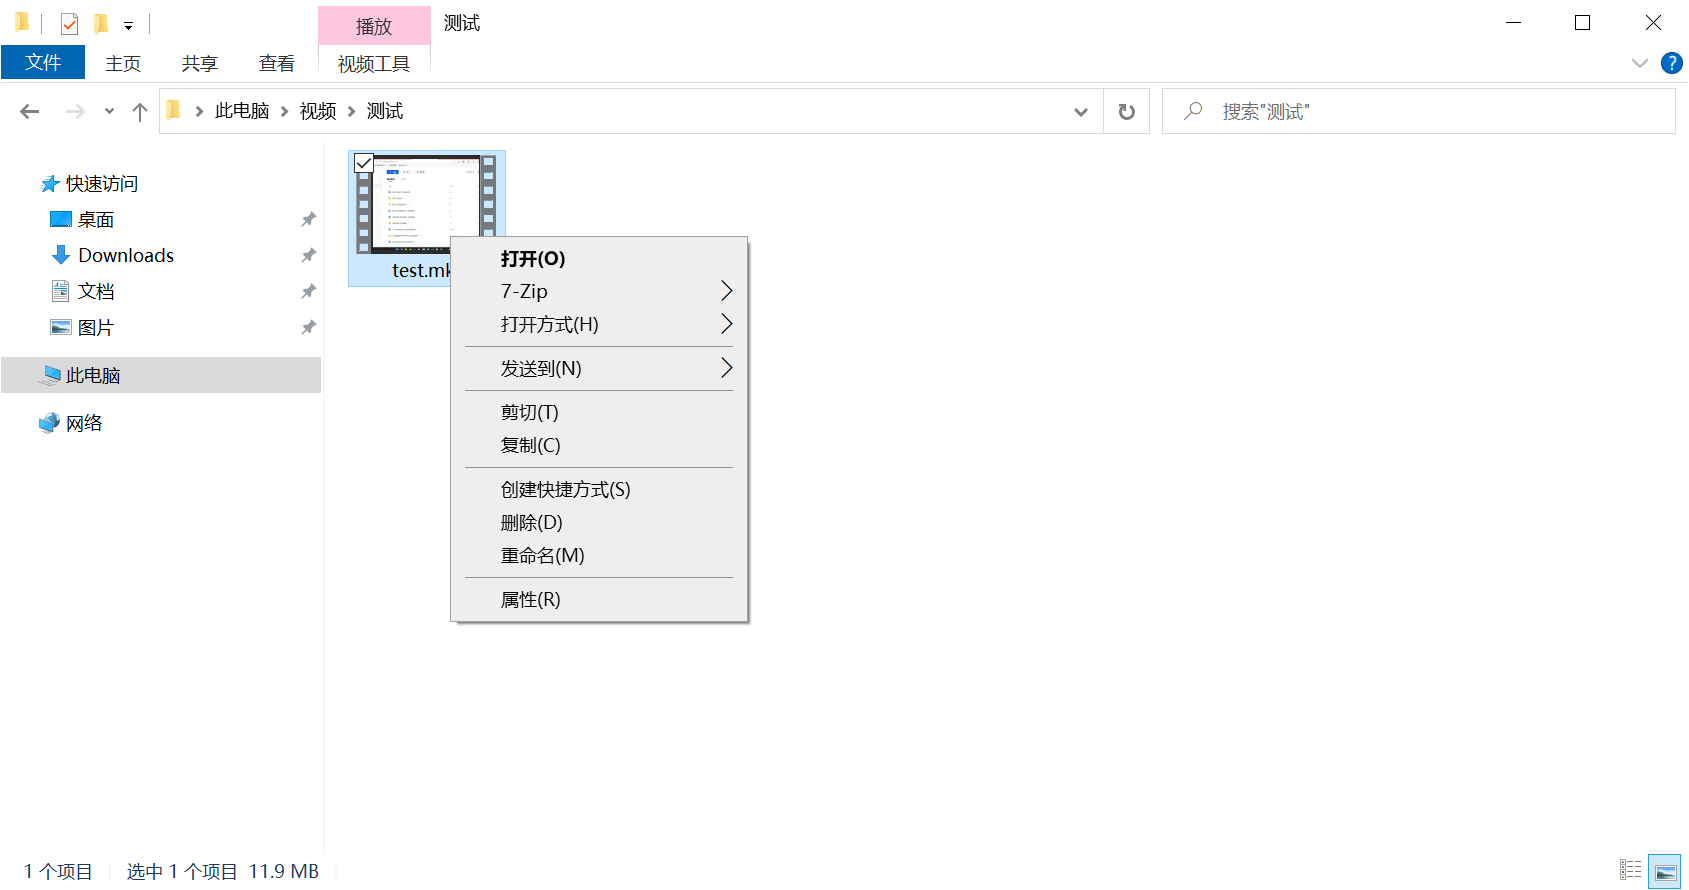 播放
测试
文件
主页
共享
查看
视频工具
此电脑
视频
测试
搜索"测试"
快速访问
桌面
Downloads
文档
图片
此电脑
网络
test.mk
打开(O)
7-Zip
打开方式(H)
发送到(N)
剪切(T)
复制(C)
创建快捷方式(S)
删除(D)
重命名(M)
属性(R)
1 个项目
选中 1 个项目 11.9 MB